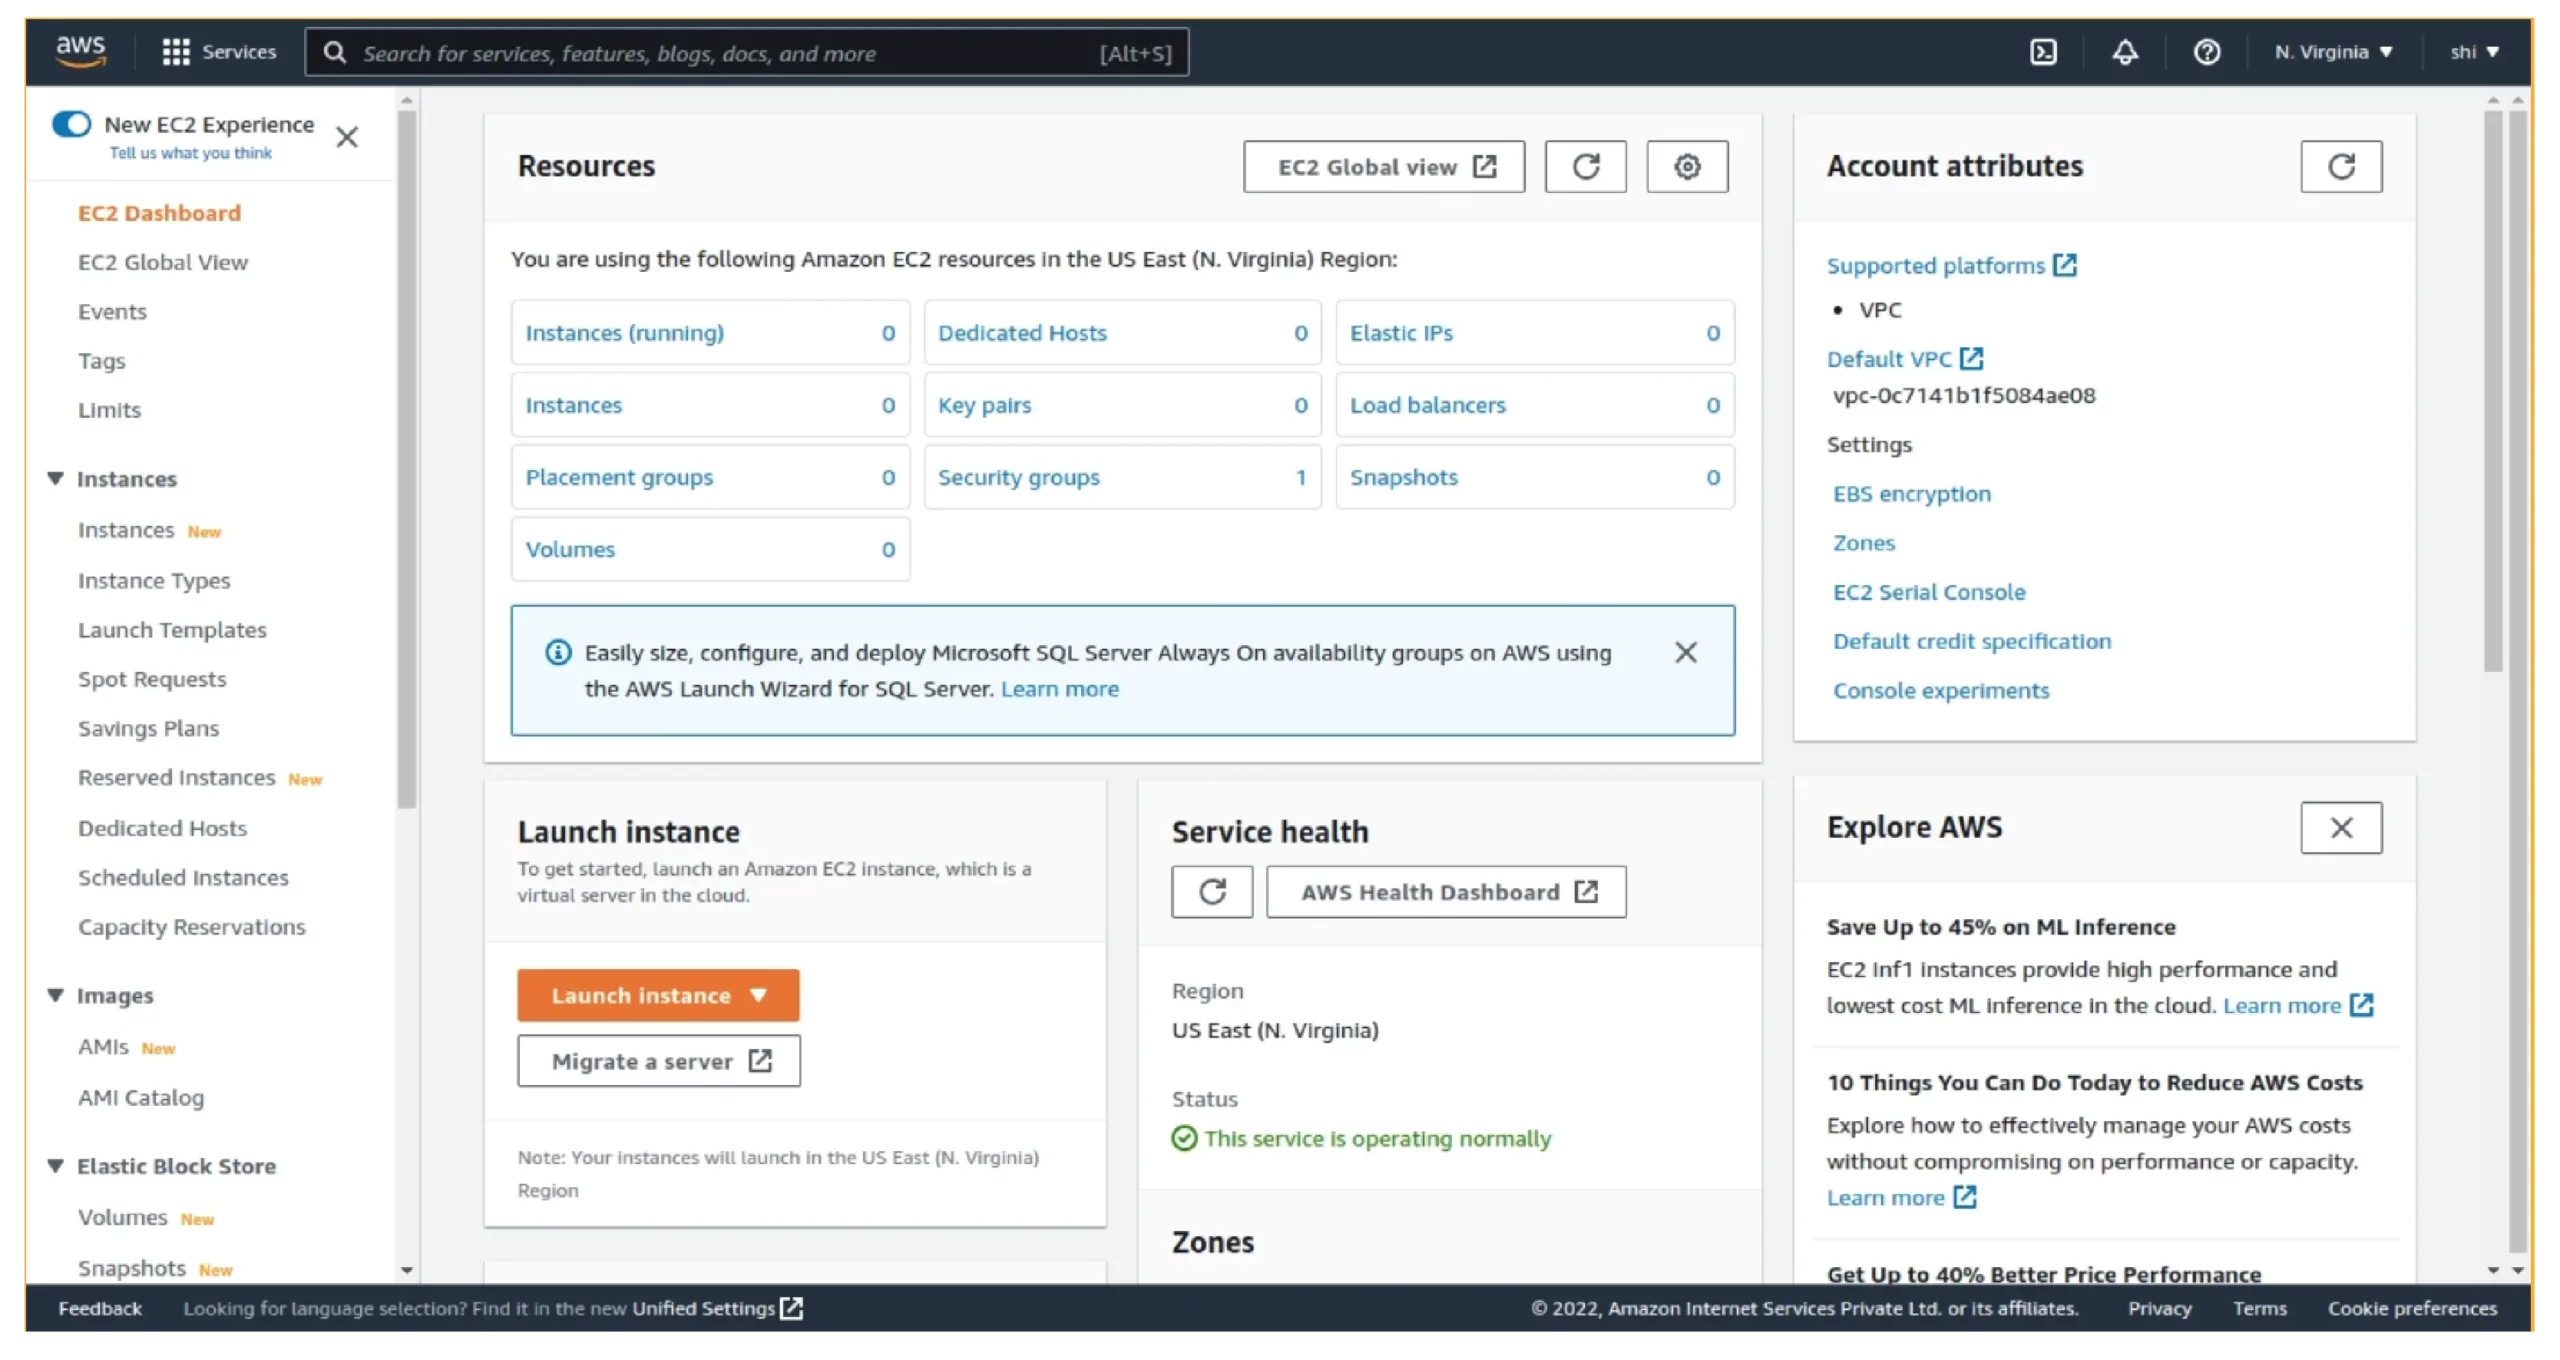 aws
Services
Search for services, features, blogs, docs, and more [Alt+S]
N. Virginia
shi
New EC2 Experience
Tell us what you think
EC2 Dashboard
EC2 Global View
Events
Tags
Limits
Instances
Instances New
Instance Types
Launch Templates
Spot Requests
Savings Plans
Reserved Instances New
Dedicated Hosts
Scheduled Instances
Capacity Reservations
Images
AMIs New
AMI Catalog
Elastic Block Store
Volumes New
Snapshots New
Resources
EC2 Global view
You are using the following Amazon EC2 resources in the US East (N. Virginia) Region:
Instances (running) 0
Dedicated Hosts 0
Elastic IPs 0
Instances 0
Key pairs 0
Load balancers 0
Placement groups 0
Security groups 1
Snapshots 0
Volumes 0
Easily size, configure, and deploy Microsoft SQL Server Always On availability groups on AWS using
the AWS Launch Wizard for SQL Server. Learn more
Launch instance
To get started, launch an Amazon EC2 instance, which is a
virtual server in the cloud.
Launch instance
Migrate a server
Note: Your instances will launch in the US East (N. Virginia)
Region
Service health
AWS Health Dashboard
Region
US East (N. Virginia)
Status
This service is operating normally
Zones
Account attributes
Supported platforms
• VPC
Default VPC
vpc-0c7141b1f5084ae08
Settings
EBS encryption
Zones
EC2 Serial Console
Default credit specification
Console experiments
Explore AWS
Save Up to 45% on ML Inference
EC2 Inf1 instances provide high performance and
lowest cost ML inference in the cloud. Learn more
10 Things You Can Do Today to Reduce AWS Costs
Explore how to effectively manage your AWS costs
without compromising on performance or capacity.
Learn more
Get Up to 40% Better Price Performance
Feedback
Looking for language selection? Find it in the new Unified Settings
© 2022, Amazon Internet Services Private Ltd. or its affiliates.
Privacy
Terms
Cookie preferences